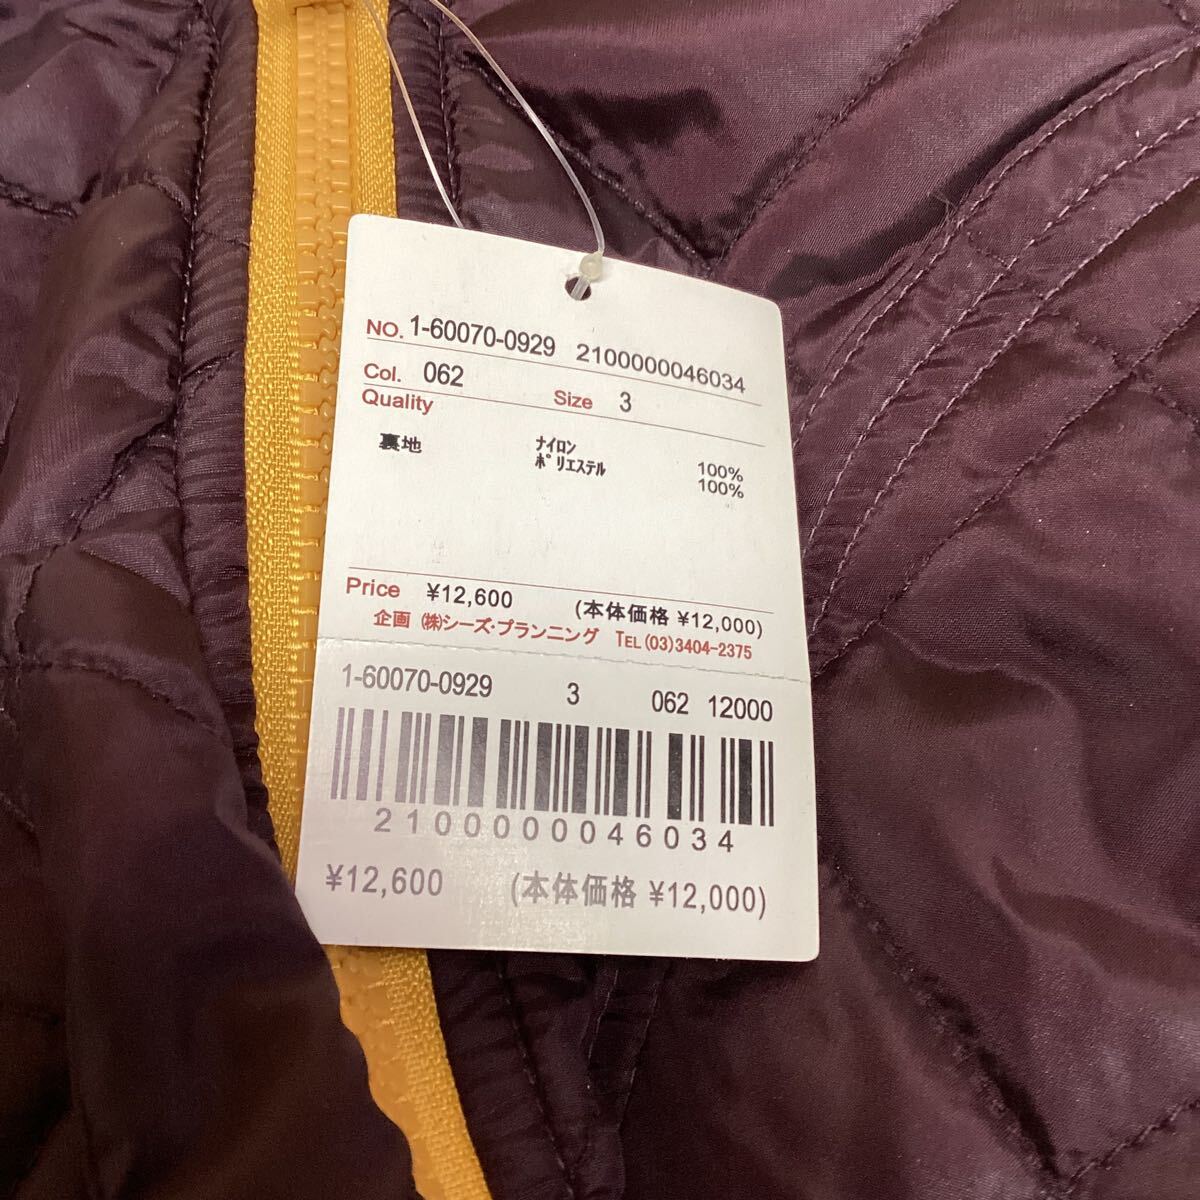 NO. 1-60070-0929 2100000046034
Col. 062 Size 3
Quality
ナイロン 100%
裏地 ポリエステル 100%
Price ¥12,600 (本体価格 ¥12,000)
企画 ㈱シーズ・プランニング TEL(03)3404-2375
1-60070-0929 3 062 12000
2100000046034
¥12,600 (本体価格 ¥12,000)